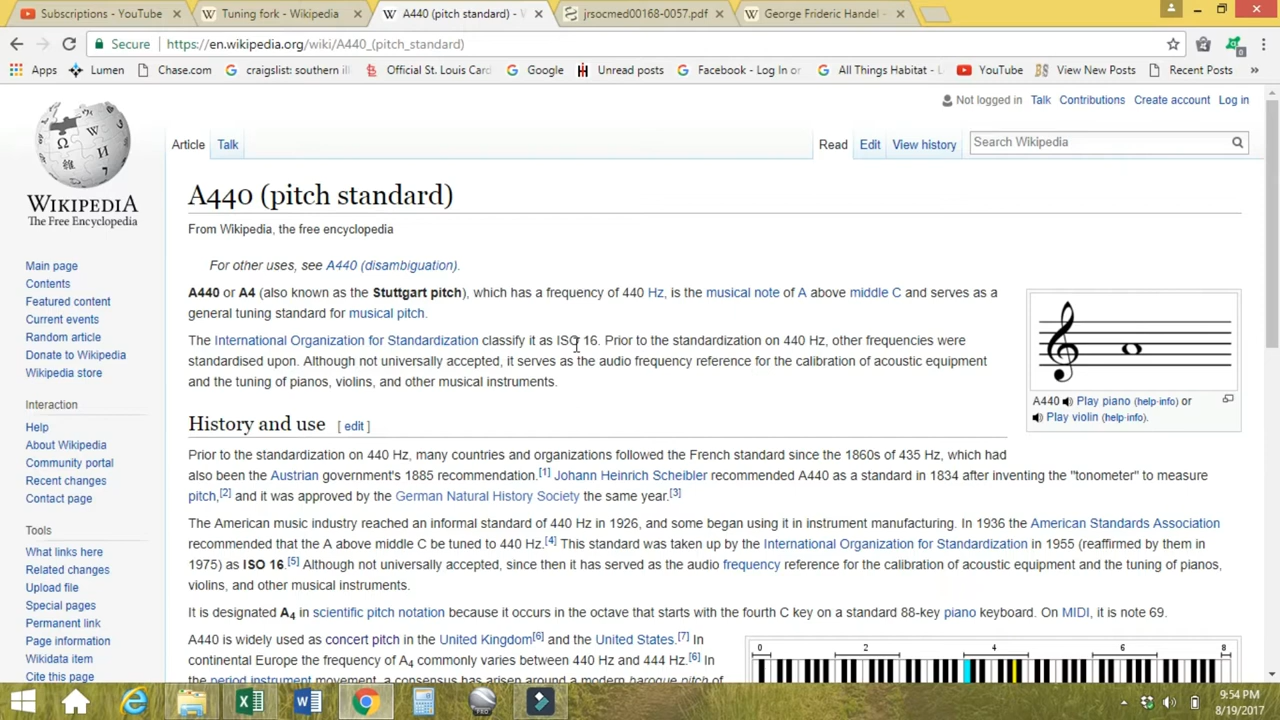 Subscriptions - YouTube
Tuning fork - Wikipedia
A440 (pitch standard) -
jrsocmed00168-0057.pdf
George Frideric Handel -
Secure
https://en.wikipedia.org/wiki/A440_(pitch_standard)
Apps
Lumen
Chase.com
craigslist: southern ill
Official St. Louis Car
Google
Unread posts
Facebook - Log In or
All Things Habitat -
YouTube
View New Posts
Recent Posts
»
Not logged in Talk Contributions Create account Log in
Article Talk
Read Edit View history
Search Wikipedia
WIKIPEDIA
The Free Encyclopedia
Main page
Contents
Featured content
Current events
Random article
Donate to Wikipedia
Wikipedia store
Interaction
Help
About Wikipedia
Community portal
Recent changes
Contact page
Tools
What links here
Related changes
Upload file
Special pages
Permanent link
Page information
Wikidata item
Cite this page
A440 (pitch standard)
From Wikipedia, the free encyclopedia
For other uses, see A440 (disambiguation).
A440 or A4 (also known as the Stuttgart pitch), which has a frequency of 440 Hz, is the musical note of A above middle C and serves as a
general tuning standard for musical pitch.
The International Organization for Standardization classify it as ISO 16. Prior to the standardization on 440 Hz, other frequencies were
standardised upon. Although not universally accepted, it serves as the audio frequency reference for the calibration of acoustic equipment
and the tuning of pianos, violins, and other musical instruments.
A440 Play piano (help·info) or
Play violin (help·info).
History and use [ edit ]
Prior to the standardization on 440 Hz, many countries and organizations followed the French standard since the 1860s of 435 Hz, which had
also been the Austrian government's 1885 recommendation.[1] Johann Heinrich Scheibler recommended A440 as a standard in 1834 after inventing the "tonometer" to measure
pitch,[2] and it was approved by the German Natural History Society the same year.[3]
The American music industry reached an informal standard of 440 Hz in 1926, and some began using it in instrument manufacturing. In 1936 the American Standards Association
recommended that the A above middle C be tuned to 440 Hz.[4] This standard was taken up by the International Organization for Standardization in 1955 (reaffirmed by them in
1975) as ISO 16.[5] Although not universally accepted, since then it has served as the audio frequency reference for the calibration of acoustic equipment and the tuning of pianos,
violins, and other musical instruments.
It is designated A4 in scientific pitch notation because it occurs in the octave that starts with the fourth C key on a standard 88-key piano keyboard. On MIDI, it is note 69.
A440 is widely used as concert pitch in the United Kingdom[6] and the United States.[7] In
continental Europe the frequency of A4 commonly varies between 440 Hz and 444 Hz.[6] In
the period instrument movement, a consensus has arisen around a modern baroque pitch of
0 2 4 6 8
9:54 PM
8/19/2017